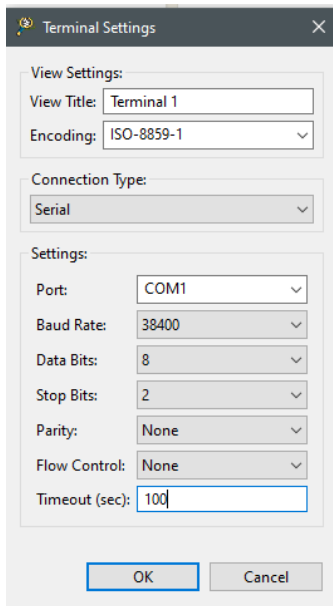 Terminal Settings
View Settings:
View Title: Terminal 1
Encoding: ISO-8859-1
Connection Type:
Serial
Settings:
Port: COM1
Baud Rate: 38400
Data Bits: 8
Stop Bits: 2
Parity: None
Flow Control: None
Timeout (sec): 100
OK Cancel